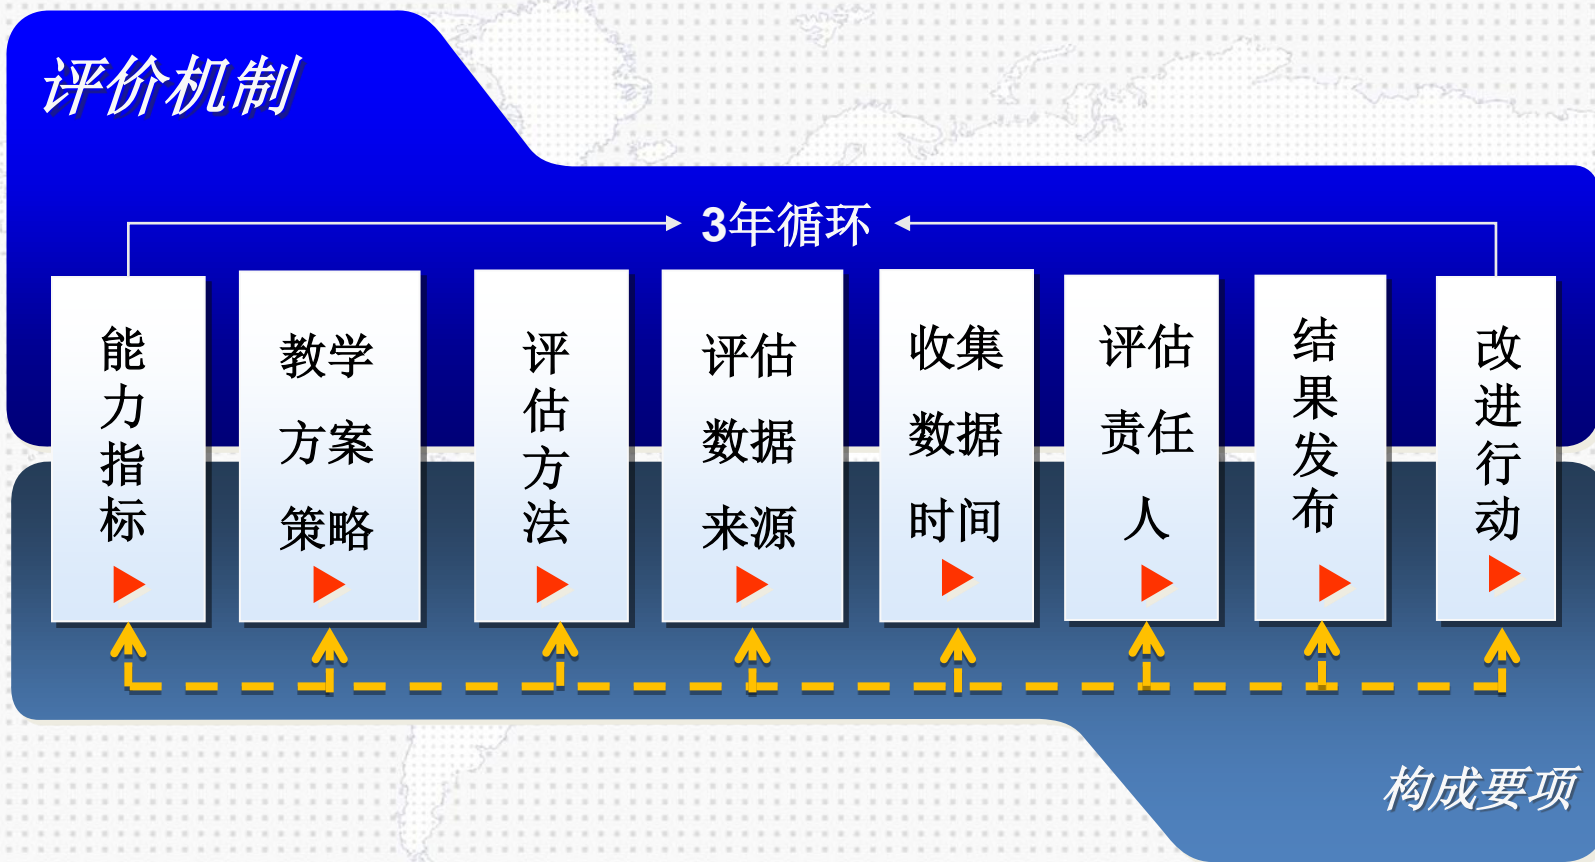 评价机制
3年循环
能
力
指
标
教学
方案
策略
评
估
方
法
评估
数据
来源
收集
数据
时间
评估
责任
人
结
果
发
布
改
进
行
动
构成要项